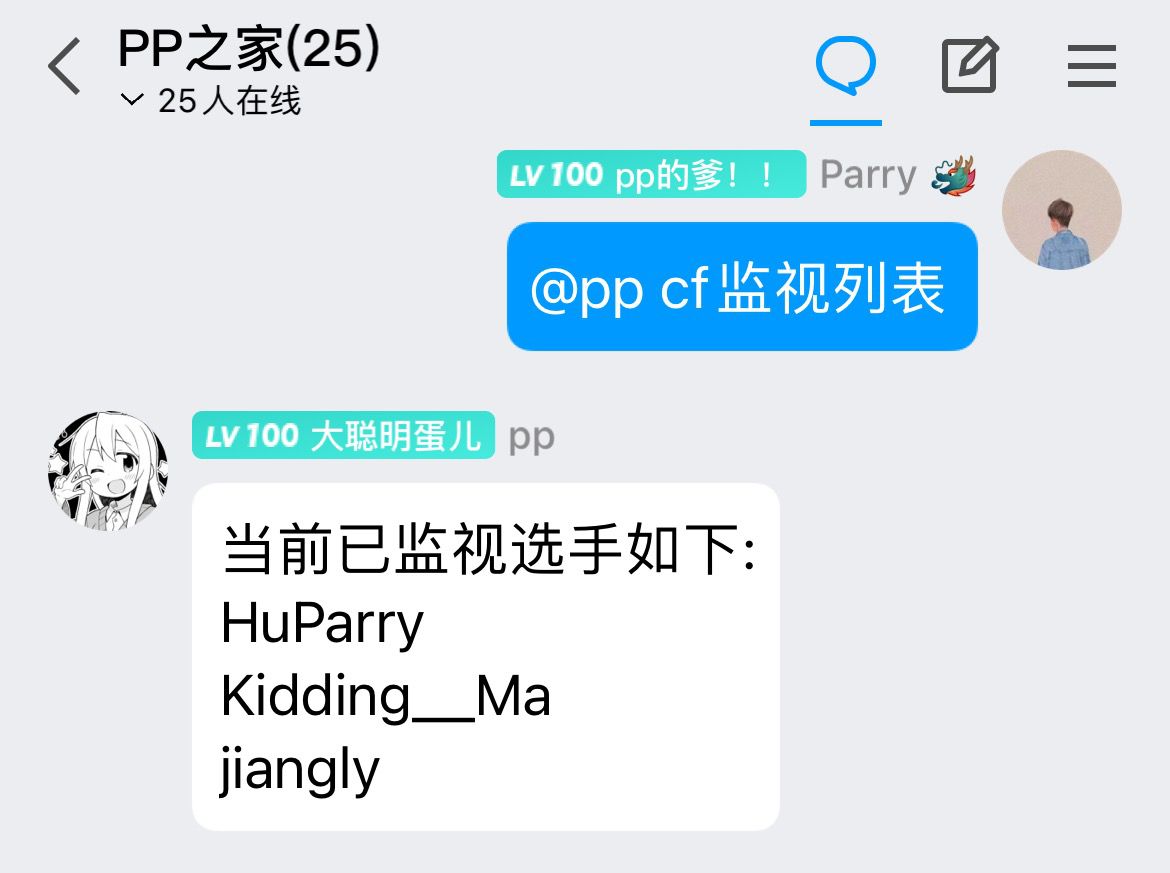 PP之家(25)
25人在线
LV 100 pp的爹！！ Parry 🐉
@pp cf监视列表
LV 100 大聪明蛋儿 pp
当前已监视选手如下:
HuParry
Kidding__Ma
jiangly